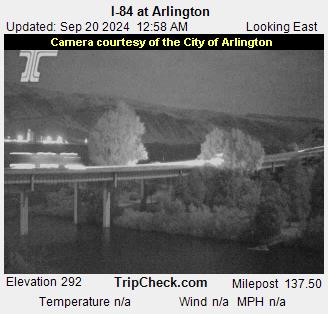 I-84 at Arlington
Updated: Sep 20 2024 12:58 AM Looking East
Camera courtesy of the City of Arlington
Elevation 292 TripCheck.com Milepost 137.50
Temperature n/a Wind n/a MPH n/a